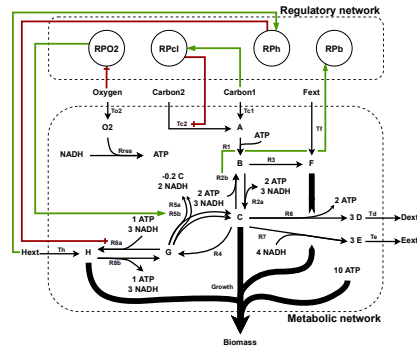 Regulatory network
RPO2 RPcl RPh RPb
Oxygen Carbon2 Carbon1 Fext
To2 Tc2 Tc1 Tf
O2 A
Rres R1 ATP
NADH ATP B R3 F
-0.2 C
2 NADH
2 ATP
3 NADH
R2b R2a
2 ATP
3 NADH
R5a
R5b
2 ATP
C R6 3 D Td Dext
R7 3 E Te Eext
4 NADH
1 ATP
3 NADH
Hext Th H R8a
R8b
G R4
1 ATP
3 NADH
10 ATP
Growth
Metabolic network
Biomass